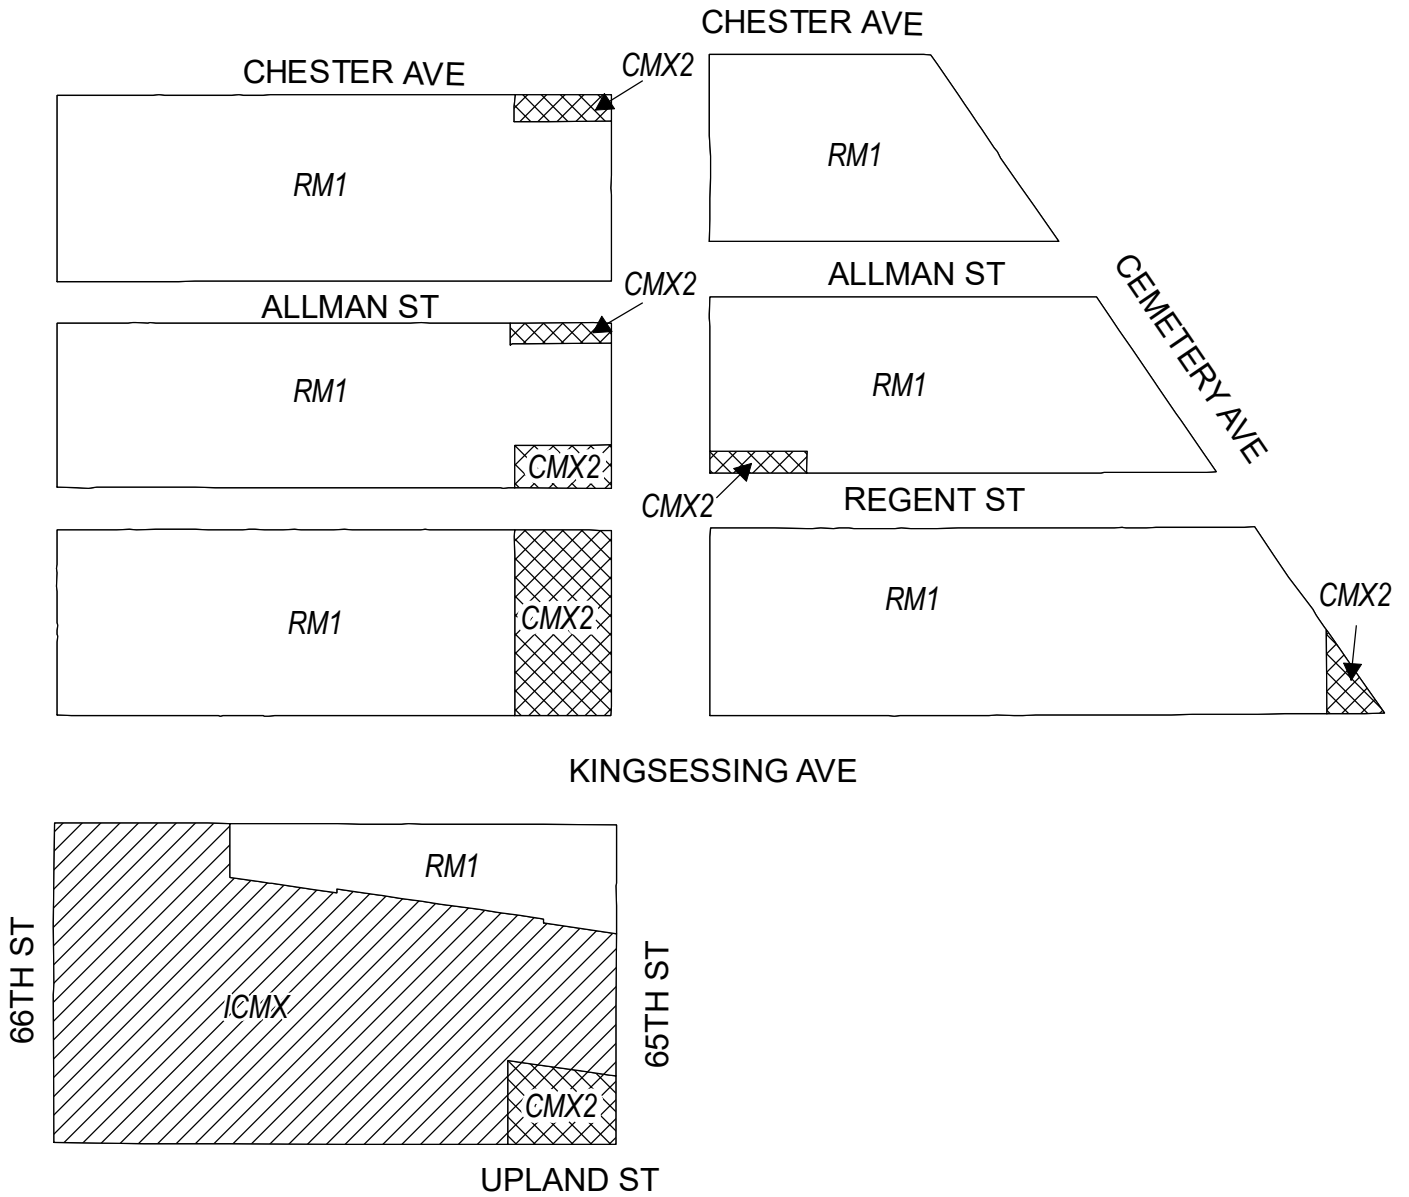 CHESTER AVE
CMX2
CHESTER AVE
RM1
RM1
ALLMAN ST
CMX2
ALLMAN ST
CEMETERY AVE
RM1
RM1
CMX2
CMX2
REGENT ST
CMX2
RM1
CMX2
RM1
KINGSESSING AVE
RM1
66TH ST
65TH ST
ICMX
CMX2
UPLAND ST